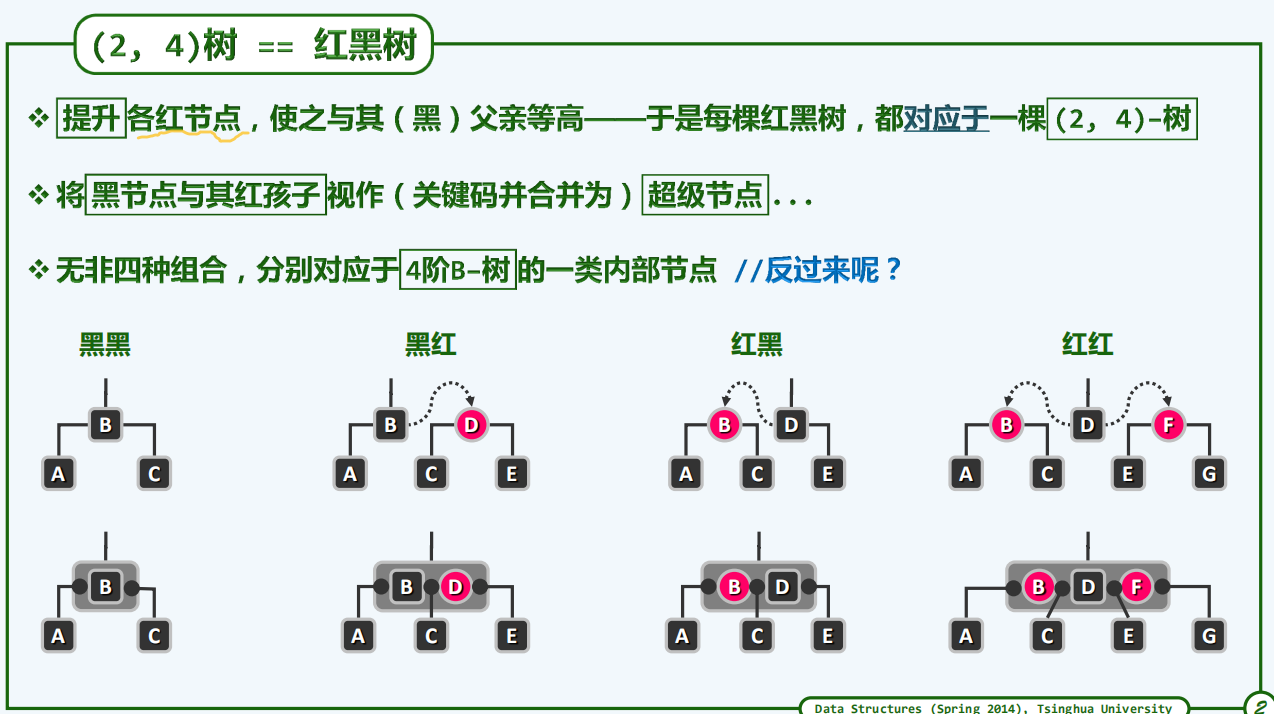 (2, 4)树 == 红黑树
提升各红节点，使之与其（黑）父亲等高——于是每棵红黑树，都对应于一棵(2, 4)-树
将黑节点与其红孩子视作（关键码并合并为）超级节点...
无非四种组合，分别对应于4阶B-树的一类内部节点 //反过来呢？
黑黑 黑红 红黑 红红
B B D B D B D F
A C A C E A C E A C E G
B B D B D B D F
A C A C E A C E A C E G
Data Structures (Spring 2014), Tsinghua University
2